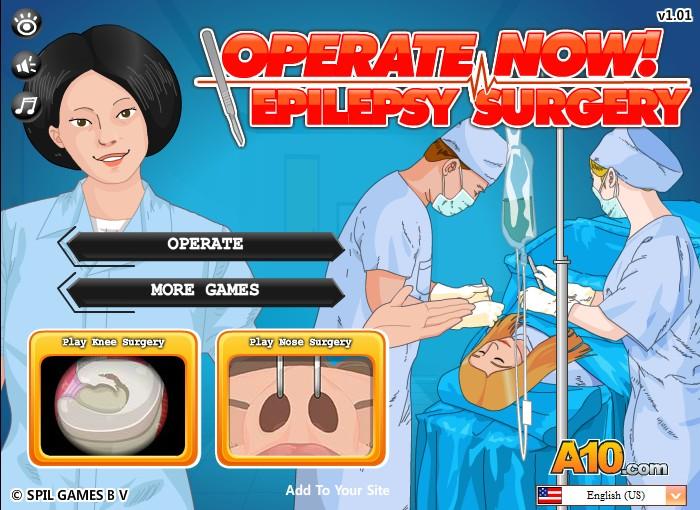 v1.01
OPERATE NOW!
EPILEPSY SURGERY
OPERATE
MORE GAMES
Play Knee Surgery
Play Nose Surgery
A10.com
© SPIL GAMES B V
Add To Your Site
English (US)